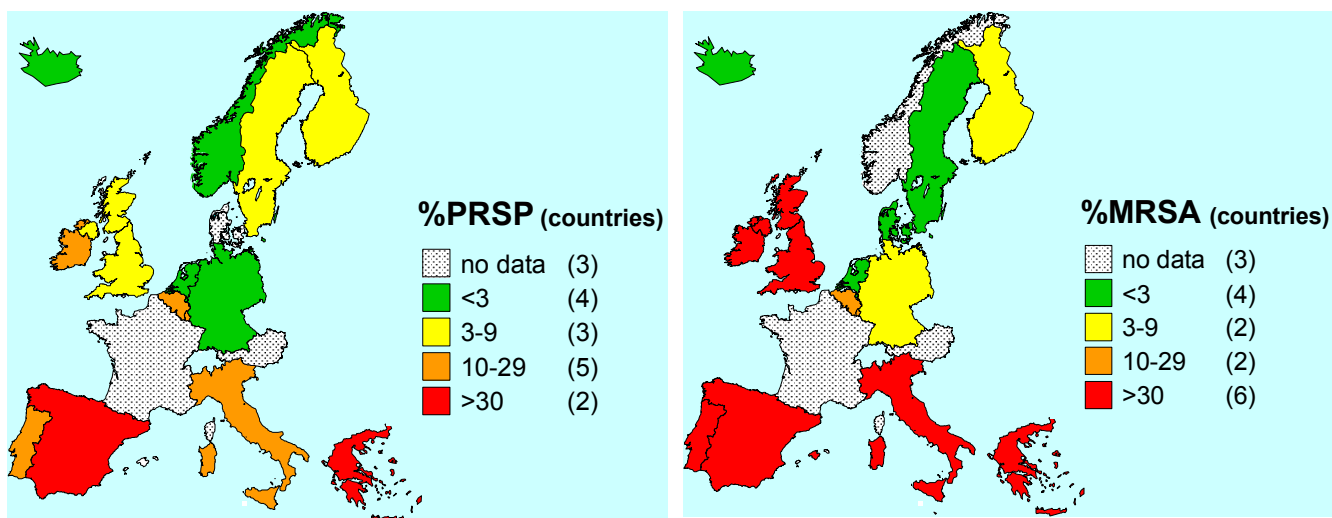 %PRSP (countries)
no data (3)
<3 (4)
3-9 (3)
10-29 (5)
>30 (2)
%MRSA (countries)
no data (3)
<3 (4)
3-9 (2)
10-29 (2)
>30 (6)